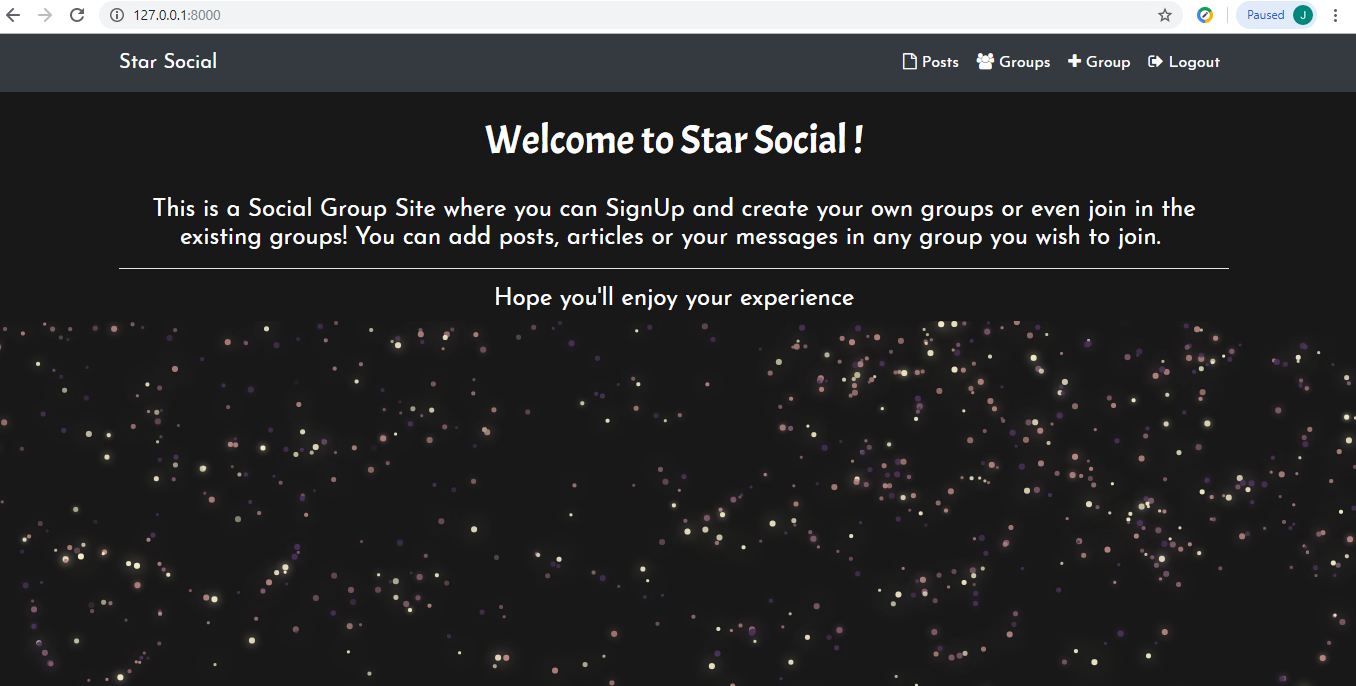 127.0.0.1:8000
Paused J
Star Social
Posts Groups Group Logout
Welcome to Star Social !
This is a Social Group Site where you can SignUp and create your own groups or even join in the
existing groups! You can add posts, articles or your messages in any group you wish to join.
Hope you'll enjoy your experience